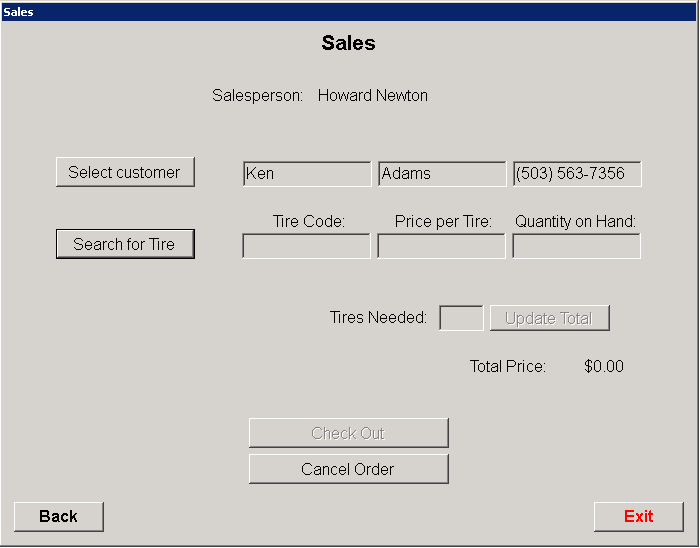 Sales
Sales
Salesperson: Howard Newton
Select customer Ken Adams (503) 563-7356
Tire Code: Price per Tire: Quantity on Hand:
Search for Tire
Tires Needed: Update Total
Total Price: $0.00
Check Out
Cancel Order
Back Exit